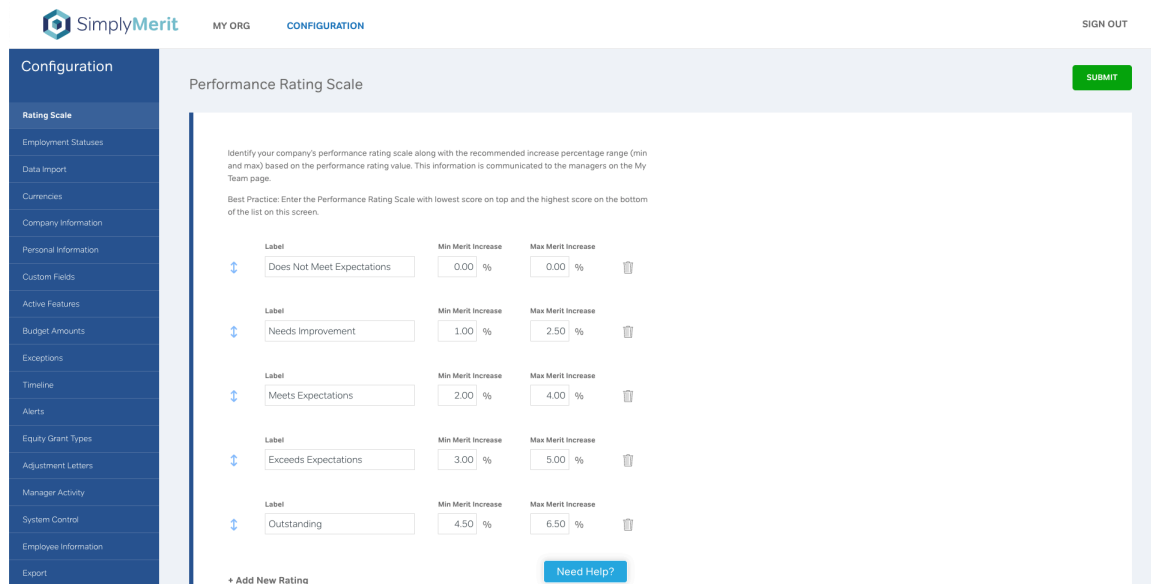 SimplyMerit
MY ORG
CONFIGURATION
SIGN OUT
Configuration
Rating Scale
Employment Statuses
Data Import
Currencies
Company Information
Personal Information
Custom Fields
Active Features
Budget Amounts
Exceptions
Timeline
Alerts
Equity Grant Types
Adjustment Letters
Manager Activity
System Control
Employee Information
Export
Performance Rating Scale
SUBMIT
Identify your company's performance rating scale along with the recommended increase percentage range (min
and max) based on the performance rating value. This information is communicated to the managers on the My
Team page.
Best Practice: Enter the Performance Rating Scale with lowest score on top and the highest score on the bottom
of the list on this screen.
Label Min Merit Increase Max Merit Increase
Does Not Meet Expectations 0.00 % 0.00 %
Label Min Merit Increase Max Merit Increase
Needs Improvement 1.00 % 2.50 %
Label Min Merit Increase Max Merit Increase
Meets Expectations 2.00 % 4.00 %
Label Min Merit Increase Max Merit Increase
Exceeds Expectations 3.00 % 5.00 %
Label Min Merit Increase Max Merit Increase
Outstanding 4.50 % 6.50 %
+ Add New Rating
Need Help?